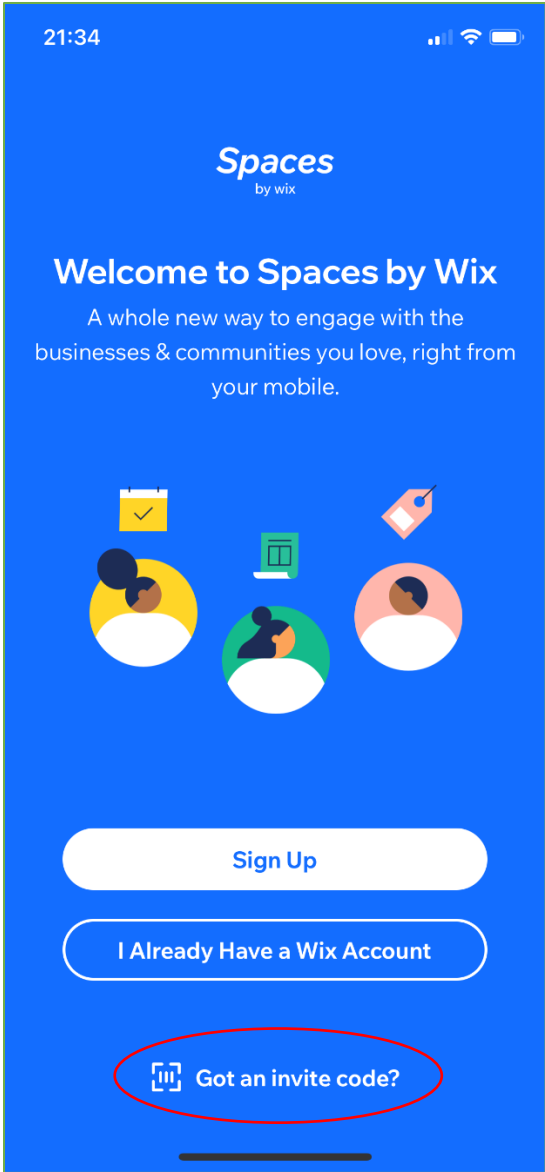 21:34
Spaces
by wix
Welcome to Spaces by Wix
A whole new way to engage with the
businesses & communities you love, right from
your mobile.
Sign Up
I Already Have a Wix Account
Got an invite code?